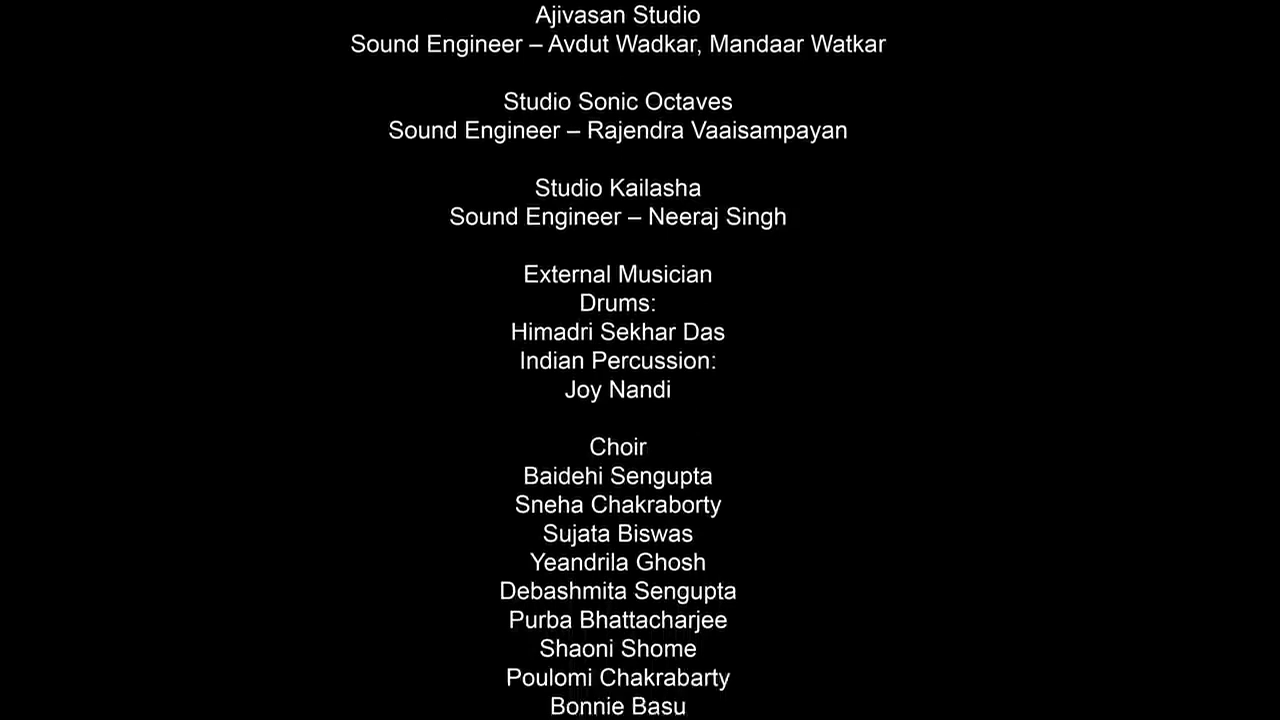 Ajivasan Studio
Sound Engineer – Avdut Wadkar, Mandaar Watkar
Studio Sonic Octaves
Sound Engineer – Rajendra Vaaisampayan
Studio Kailasha
Sound Engineer – Neeraj Singh
External Musician
Drums:
Himadri Sekhar Das
Indian Percussion:
Joy Nandi
Choir
Baidehi Sengupta
Sneha Chakraborty
Sujata Biswas
Yeandrila Ghosh
Debashmita Sengupta
Purba Bhattacharjee
Shaoni Shome
Poulomi Chakrabarty
Bonnie Basu